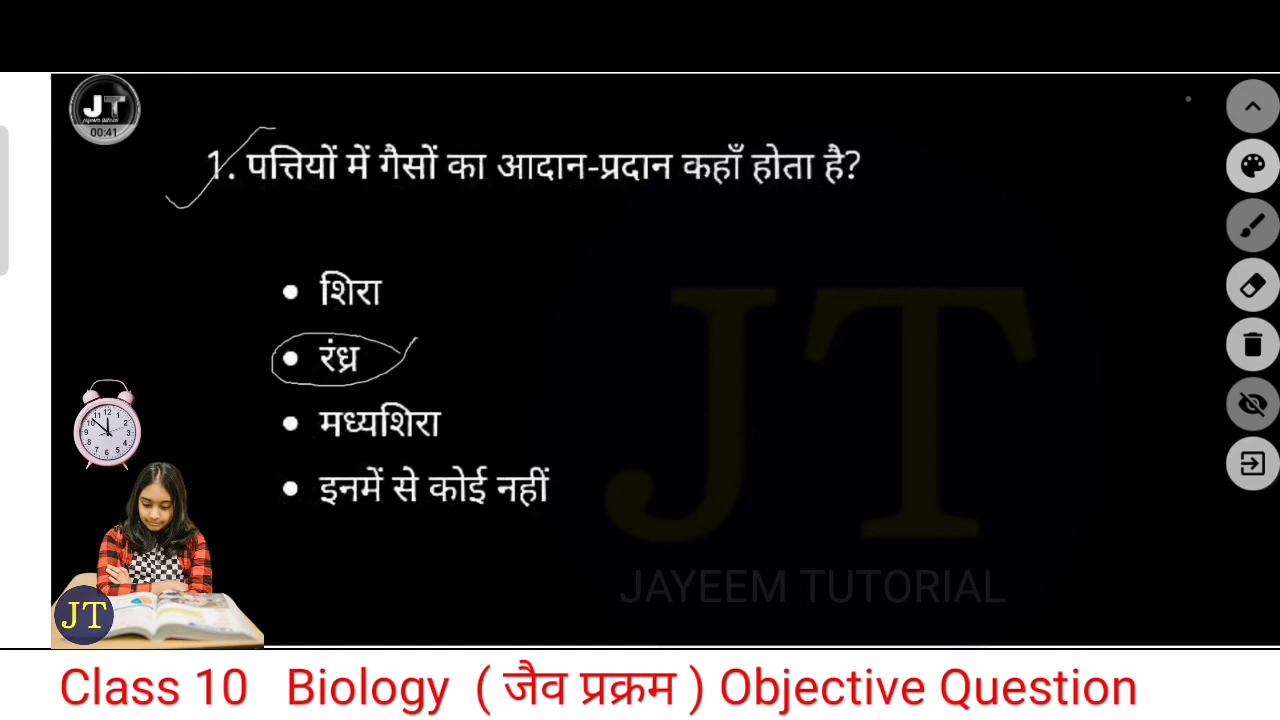 JT
00:41
1. पत्तियों में गैसों का आदान-प्रदान कहाँ होता है?
• शिरा
• रंध्र
• मध्यशिरा
• इनमें से कोई नहीं
JT
JAYEEM TUTORIAL
JT
Class 10 Biology ( जैव प्रक्रम ) Objective Question